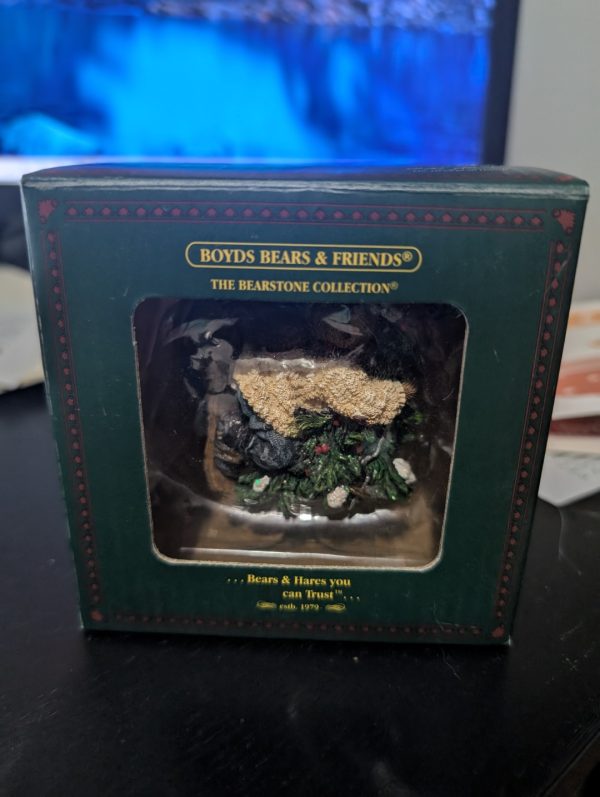 BOYDS BEARS & FRIENDS®
THE BEARSTONE COLLECTION®
...Bears & Hares you
can Trust™...
estb. 1979